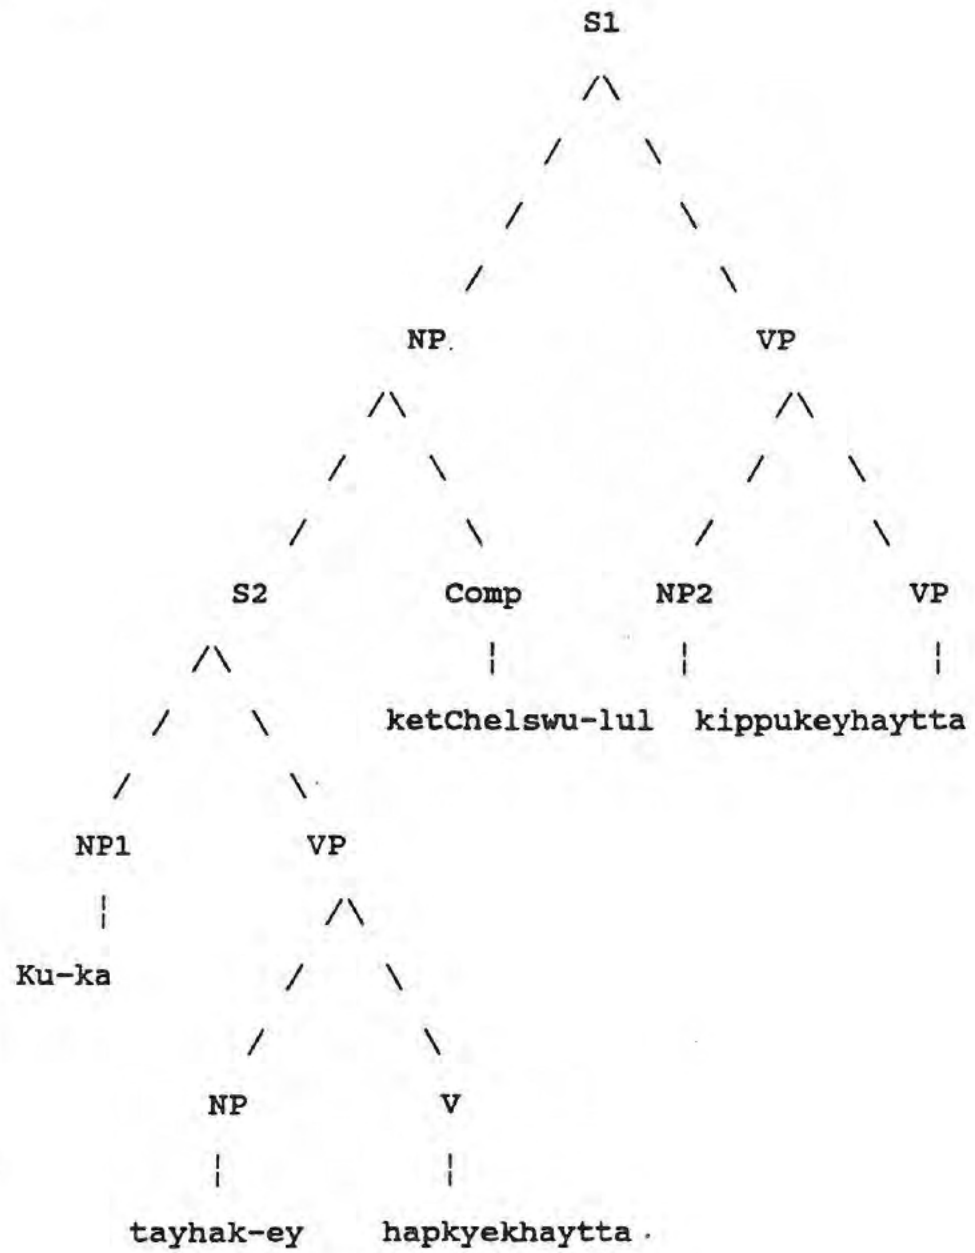 S1
NP. VP
S2 Comp NP2 VP
ketChelswu-lul kippukeyhaytta
NP1 VP
Ku-ka
NP V
tayhak-ey hapkyekhaytta.